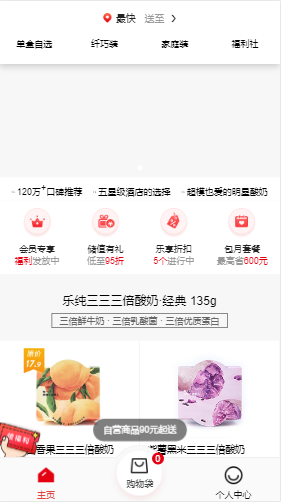 最快 送至
单盒自选 纤巧装 家庭装 福利社
120万+口碑推荐 五星级酒店的选择 超模也爱的明星酸奶
会员专享 储值有礼 乐享折扣 包月套餐
福利发放中 低至95折 5个进行中 最高省600元
乐纯三三三倍酸奶·经典 135g
三倍鲜牛奶 · 三倍乳酸菌 · 三倍优质蛋白
原价
17.9
福利
自营商品90元起送
香果三三三倍酸奶 薯黑米三三三倍酸奶
0
主页 购物袋 个人中心